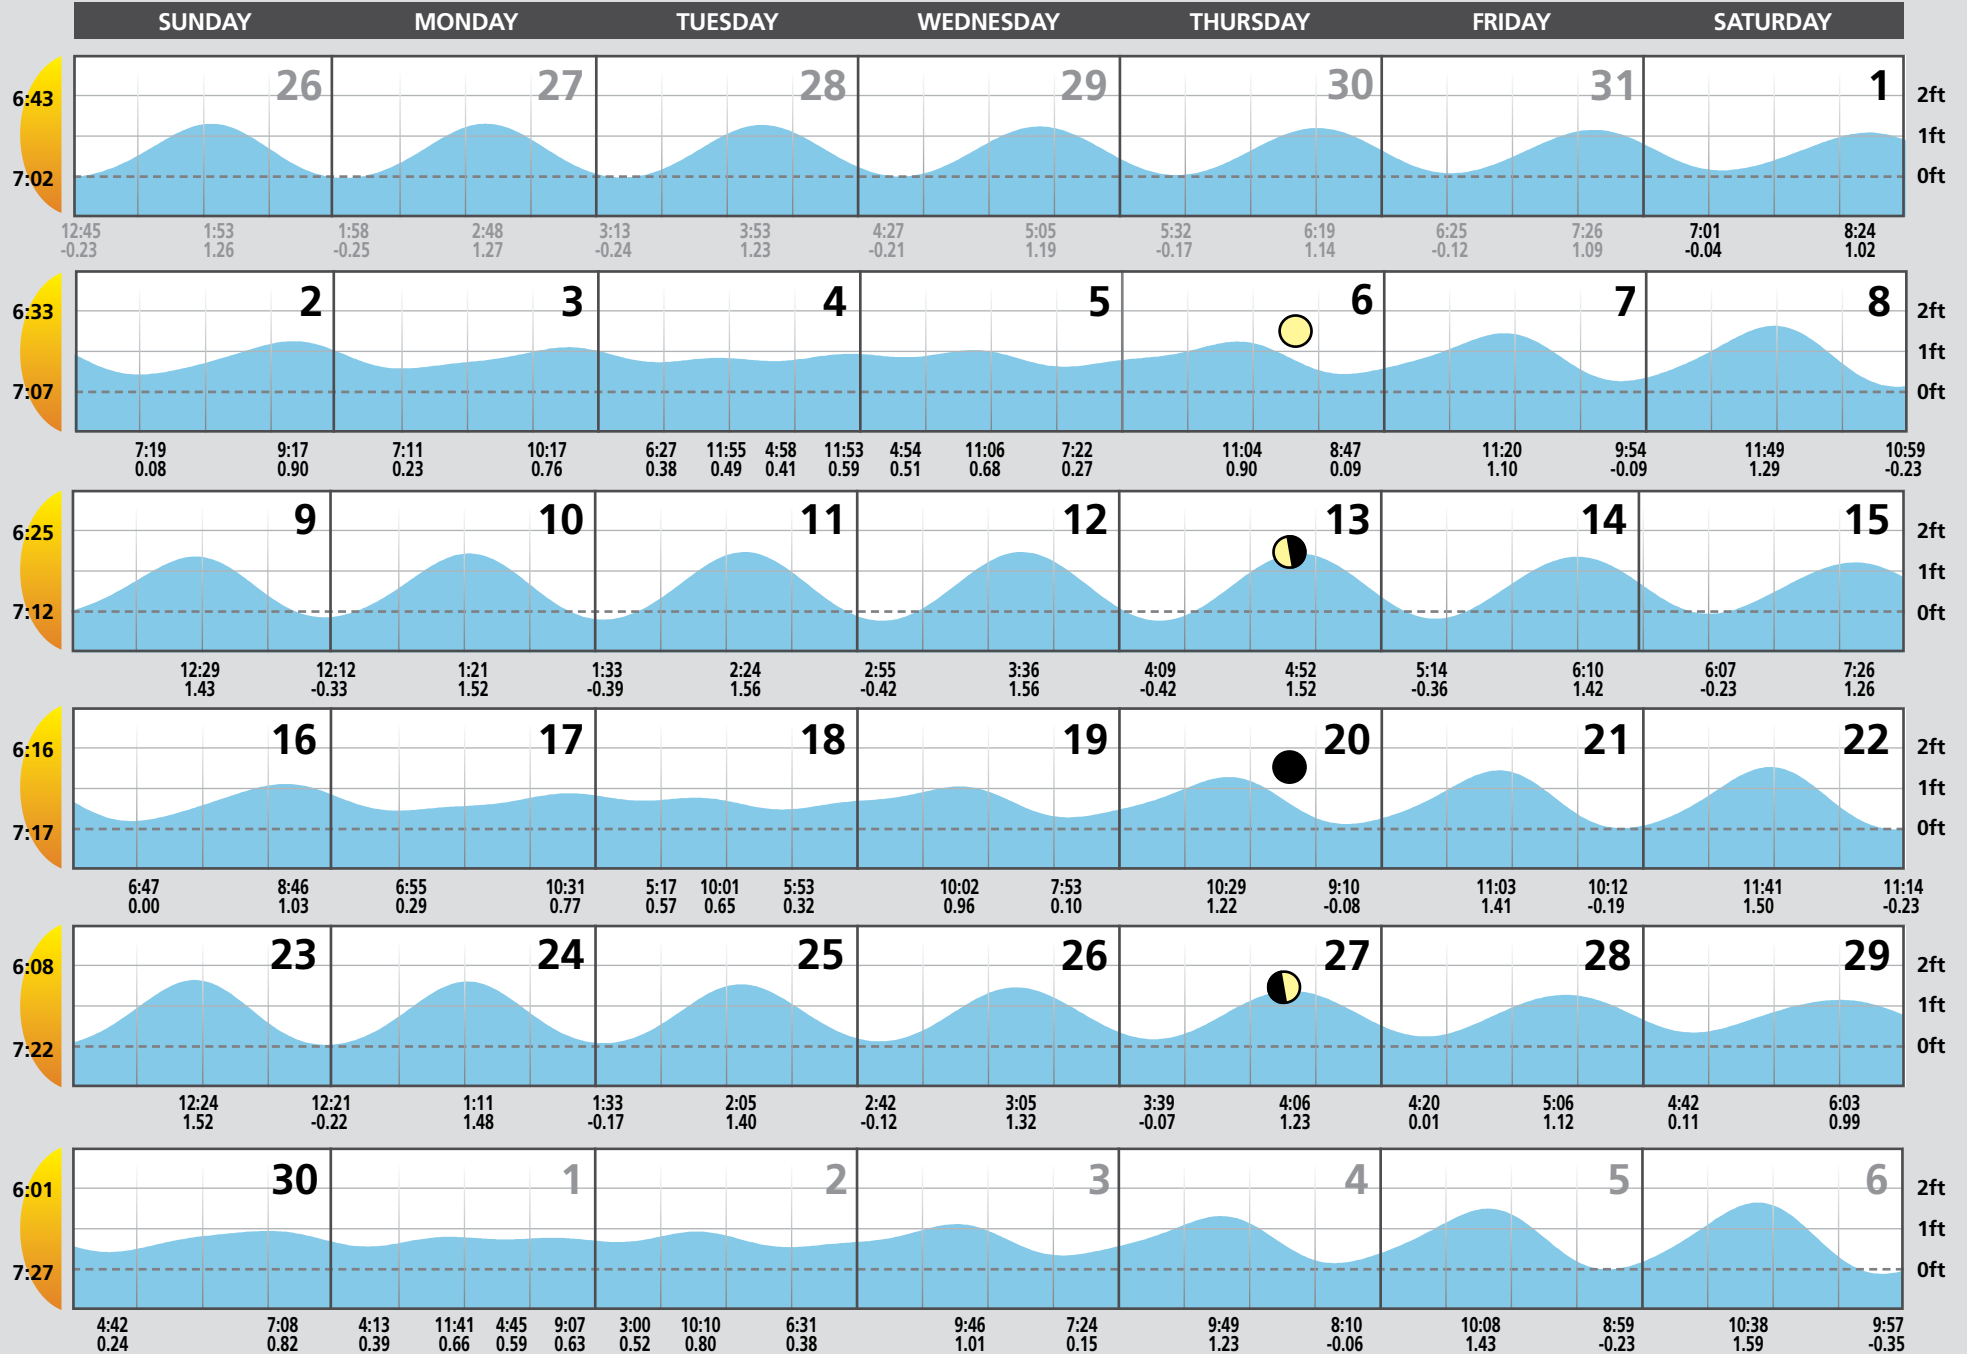 SUNDAY MONDAY TUESDAY WEDNESDAY THURSDAY FRIDAY SATURDAY
26 27 28 29 30 31 1
6:43
7:02
2ft
1ft
0ft
12:45 1:53 1:58 2:48 3:13 3:53 4:27 5:05 5:32 6:19 6:25 7:26 7:01 8:24
-0.23 1.26 -0.25 1.27 -0.24 1.23 -0.21 1.19 -0.17 1.14 -0.12 1.09 -0.04 1.02
2 3 4 5 6 7 8
6:33
7:07
2ft
1ft
0ft
7:19 9:17 7:11 10:17 6:27 11:55 4:58 11:53 4:54 11:06 7:22 11:04 8:47 11:20 9:54 11:49 10:59
0.08 0.90 0.23 0.76 0.38 0.49 0.41 0.59 0.51 0.68 0.27 0.90 0.09 1.10 -0.09 1.29 -0.23
9 10 11 12 13 14 15
6:25
7:12
2ft
1ft
0ft
12:29 12:12 1:21 1:33 2:24 2:55 3:36 4:09 4:52 5:14 6:10 6:07 7:26
1.43 -0.33 1.52 -0.39 1.56 -0.42 1.56 -0.42 1.52 -0.36 1.42 -0.23 1.26
16 17 18 19 20 21 22
6:16
7:17
2ft
1ft
0ft
6:47 8:46 6:55 10:31 5:17 10:01 5:53 10:02 7:53 10:29 9:10 11:03 10:12 11:41 11:14
0.00 1.03 0.29 0.77 0.57 0.65 0.32 0.96 0.10 1.22 -0.08 1.41 -0.19 1.50 -0.23
23 24 25 26 27 28 29
6:08
7:22
2ft
1ft
0ft
12:24 12:21 1:11 1:33 2:05 2:42 3:05 3:39 4:06 4:20 5:06 4:42 6:03
1.52 -0.22 1.48 -0.17 1.40 -0.12 1.32 -0.07 1.23 0.01 1.12 0.11 0.99
30 1 2 3 4 5 6
6:01
7:27
2ft
1ft
0ft
4:42 7:08 4:13 11:41 4:45 9:07 3:00 10:10 6:31 9:46 7:24 9:49 8:10 10:08 8:59 10:38 9:57
0.24 0.82 0.39 0.66 0.59 0.63 0.52 0.80 0.38 1.01 0.15 1.23 -0.06 1.43 -0.23 1.59 -0.35